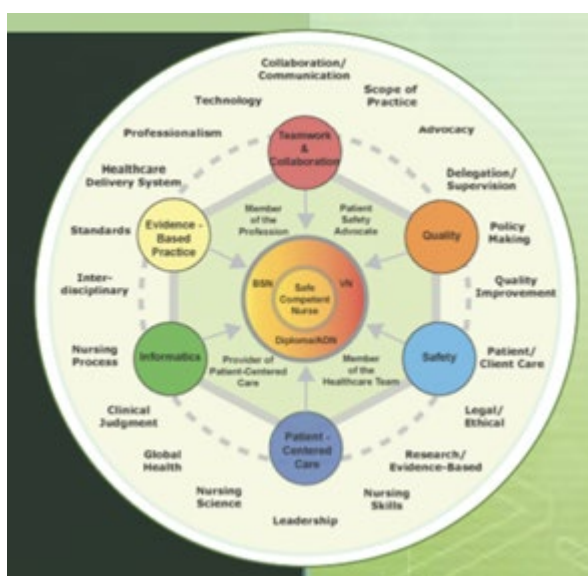 Collaboration/
Communication
Technology
Scope of
Practice
Professionalism
Teamwork
&
Collaboration
Advocacy
Healthcare
Delivery System
Delegation/
Supervision
Member
of the
Profession
Patient
Safety
Advocate
Standards
Evidence -
Based
Practice
Quality
Policy
Making
Inter-
disciplinary
BSN
VN
Safe
Competent
Nurse
Quality
Improvement
Diploma/ADN
Nursing
Process
Informatics
Provider of
Patient-Centered
Care
Member
of the
Healthcare Team
Safety
Patient/
Client Care
Clinical
Judgment
Legal/
Ethical
Patient -
Centered
Care
Global
Health
Research/
Evidence-Based
Nursing
Science
Nursing
Skills
Leadership